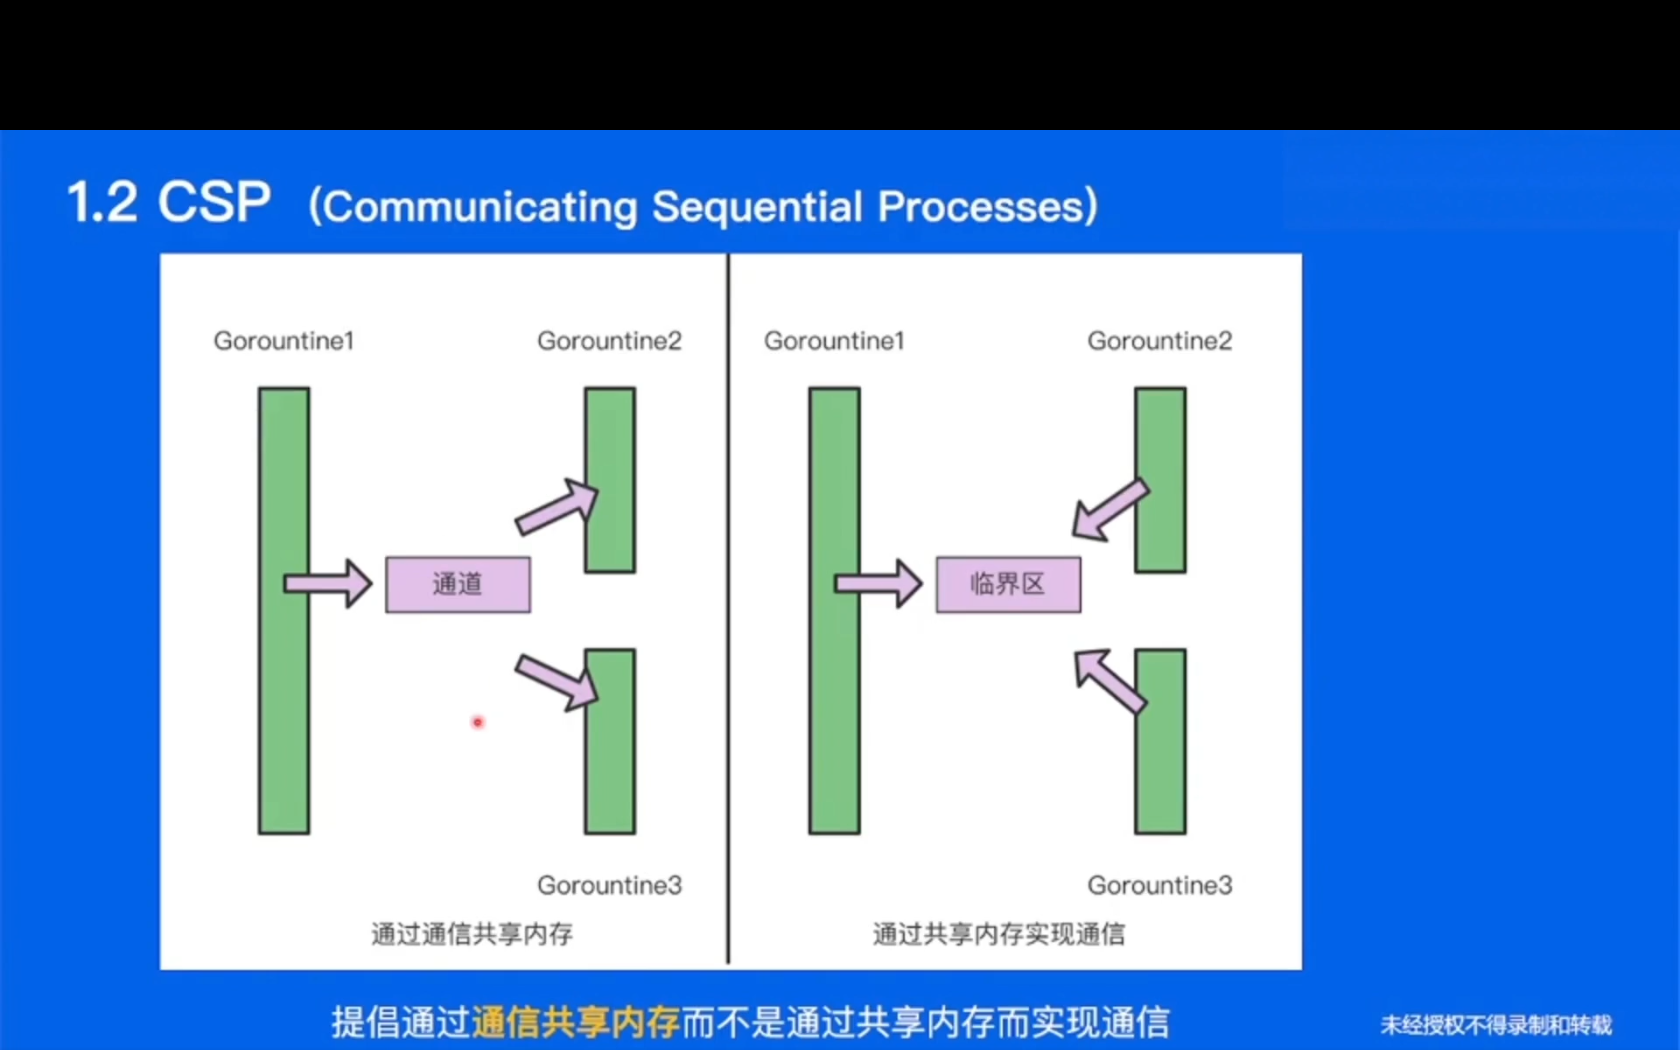 1.2 CSP (Communicating Sequential Processes)
Gorountine1 Gorountine2
通道
Gorountine3
通过通信共享内存
Gorountine1 Gorountine2
临界区
Gorountine3
通过共享内存实现通信
提倡通过通信共享内存而不是通过共享内存而实现通信
未经授权不得录制和转载